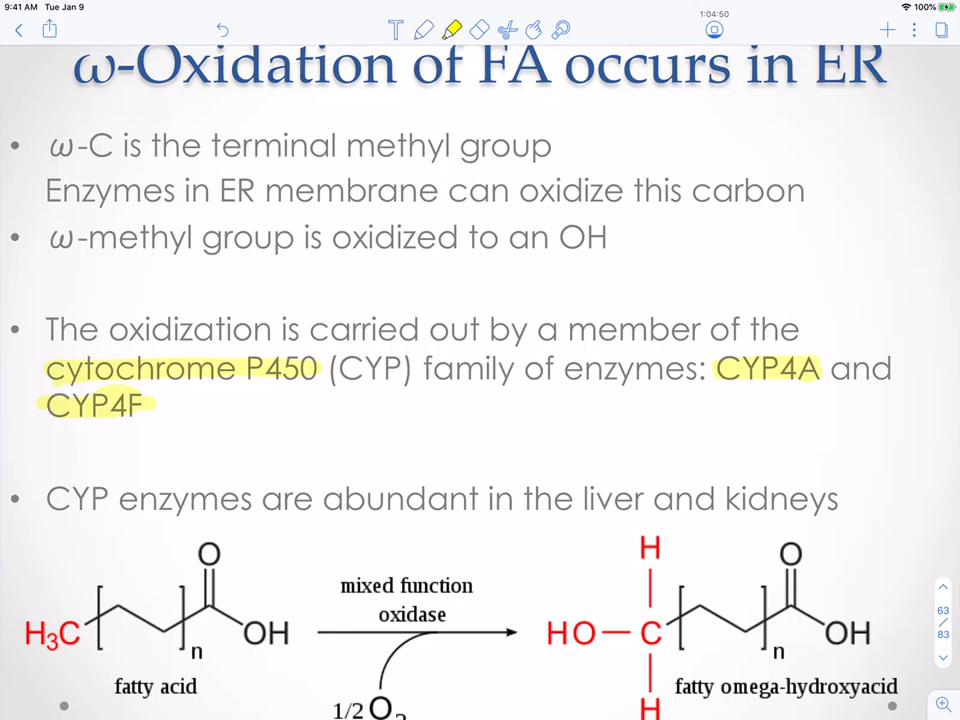 9:41 AM Tue Jan 9
100%
1:04:50
ω-Oxidation of FA occurs in ER
• ω-C is the terminal methyl group
Enzymes in ER membrane can oxidize this carbon
• ω-methyl group is oxidized to an OH
• The oxidization is carried out by a member of the
cytochrome P450 (CYP) family of enzymes: CYP4A and
CYP4F
• CYP enzymes are abundant in the liver and kidneys
O
H₃C
n
OH
fatty acid
mixed function
oxidase
1/2 O₂
H
O
HO — C
n
OH
H
fatty omega-hydroxyacid
63
/
83